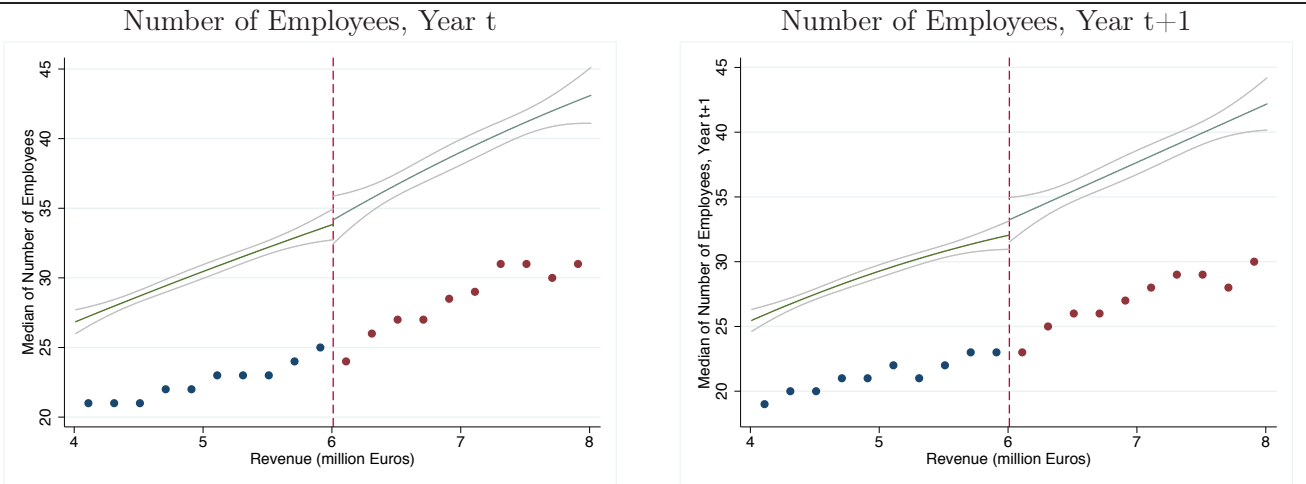 Number of Employees, Year t
Median of Number of Employees
45
40
35
30
25
20
4 5 6 7 8
Revenue (million Euros)
Number of Employees, Year t+1
Median of Number of Employees, Year t+1
45
40
35
30
25
20
4 5 6 7 8
Revenue (million Euros)